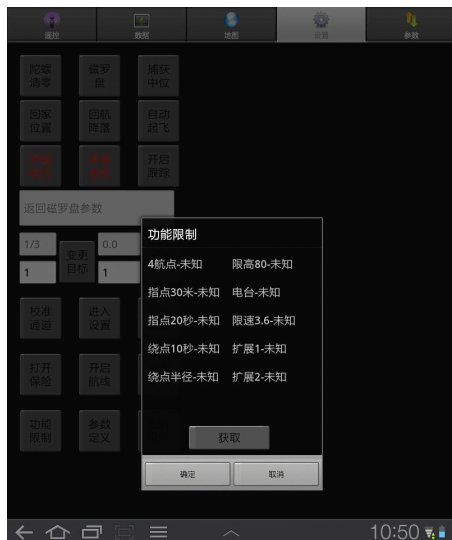 遥控 数据 地图 设置 参数
陀螺清零 磁罗盘 捕获中位
回家位置 回航降落 自动起飞
开启跟踪
返回磁罗盘参数
1/3 变更目标 0.0
1 1
功能限制
4航点-未知 限高80-未知
指点30米-未知 电台-未知
指点20秒-未知 限速3.6-未知
绕点10秒-未知 扩展1-未知
绕点半径-未知 扩展2-未知
校准通道 进入设置
打开保险 开启航线
功能限制 参数定义
获取
确定 取消
10:50